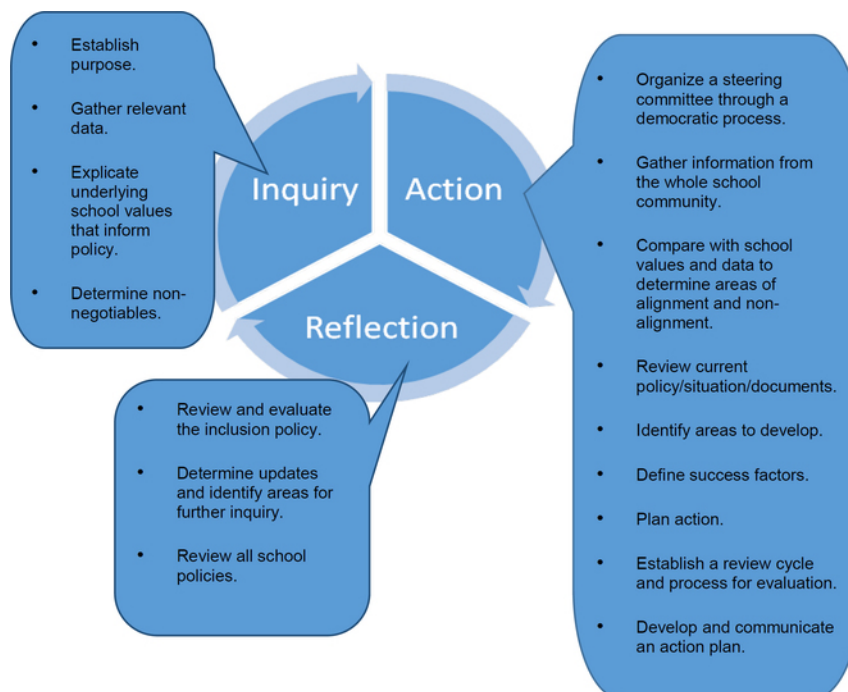 • Establish
purpose.
• Gather relevant
data.
• Explicate
underlying
school values
that inform
policy.
• Determine non-
negotiables.
Inquiry
Action
Reflection
• Organize a steering
committee through a
democratic process.
• Gather information from
the whole school
community.
• Compare with school
values and data to
determine areas of
alignment and non-
alignment.
• Review current
policy/situation/documents.
• Identify areas to develop.
• Define success factors.
• Plan action.
• Establish a review cycle
and process for evaluation.
• Develop and communicate
an action plan.
• Review and evaluate
the inclusion policy.
• Determine updates
and identify areas for
further inquiry.
• Review all school
policies.